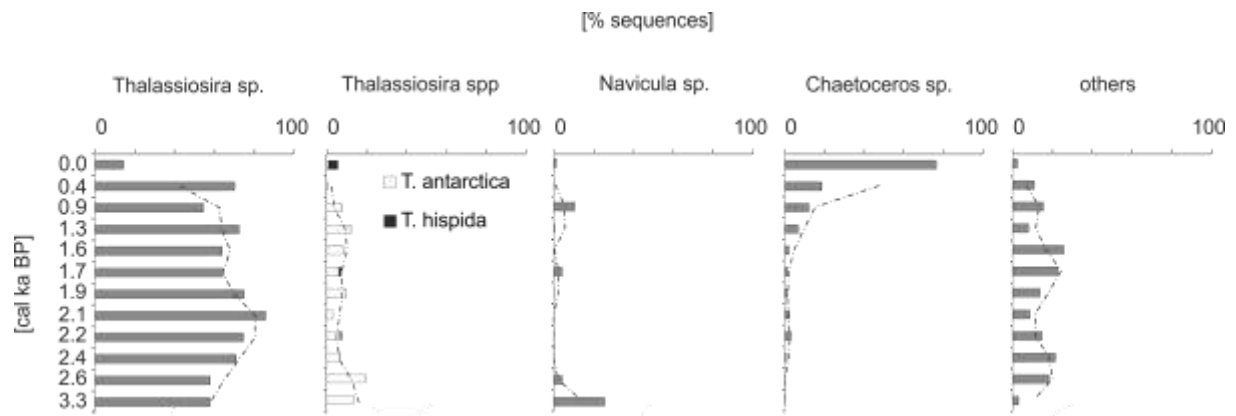 [% sequences]
Thalassiosira sp. Thalassiosira spp Navicula sp. Chaetoceros sp. others
0 100 0 100 0 100 0 100 0 100
0.0
0.4 T. antarctica
0.9 T. hispida
1.3
1.6
1.7
1.9
2.1
2.2
2.4
2.6
3.3
[cal ka BP]